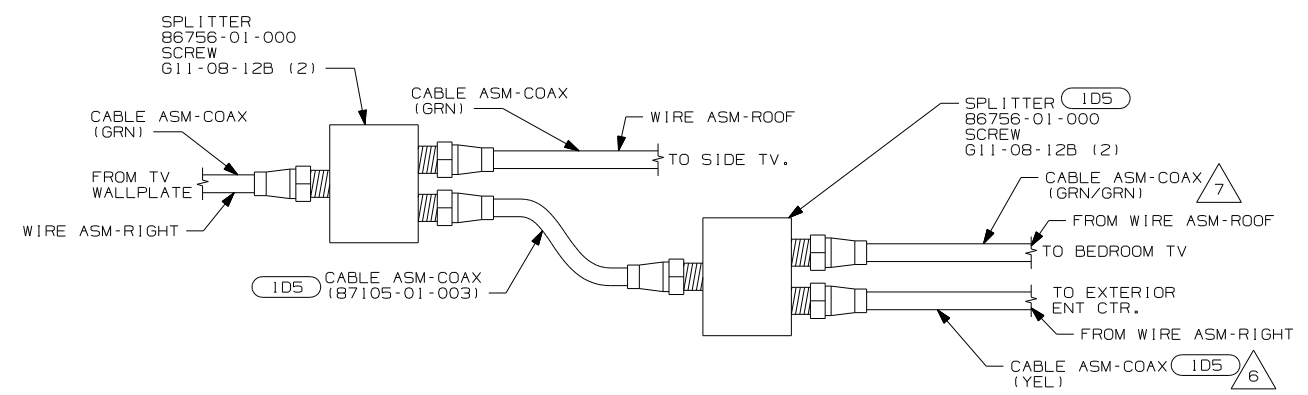 SPLITTER
86756-01-000
SCREW
G11-08-12B (2)
CABLE ASM-COAX
(GRN)
FROM TV
WALLPLATE
WIRE ASM-RIGHT
CABLE ASM-COAX
(GRN)
WIRE ASM-ROOF
TO SIDE TV.
1D5
CABLE ASM-COAX
(87105-01-003)
SPLITTER 1D5
86756-01-000
SCREW
G11-08-12B (2)
CABLE ASM-COAX
(GRN/GRN)
7
FROM WIRE ASM-ROOF
TO BEDROOM TV
TO EXTERIOR
ENT CTR.
FROM WIRE ASM-RIGHT
CABLE ASM-COAX 1D5
(YEL)
6